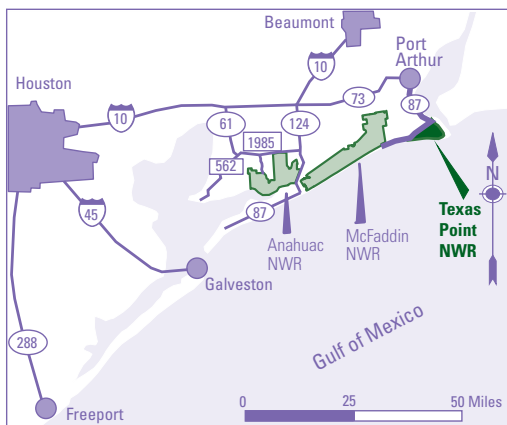 Beaumont
Port
Arthur
Houston
10
73
10
87
61
124
1985
562
N
45
87
Texas
Point
NWR
Anahuac
NWR
McFaddin
NWR
Galveston
Gulf of Mexico
288
Freeport
0
25
50 Miles